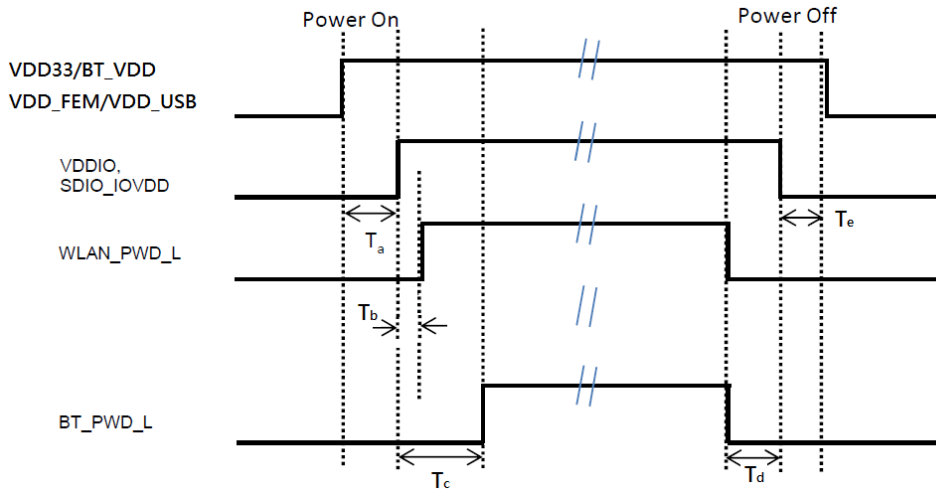 Power On
Power Off
VDD33/BT_VDD
VDD_FEM/VDD_USB
VDDIO,
SDIO_IOVDD
Ta
Te
WLAN_PWD_L
Tb
BT_PWD_L
Tc
Td